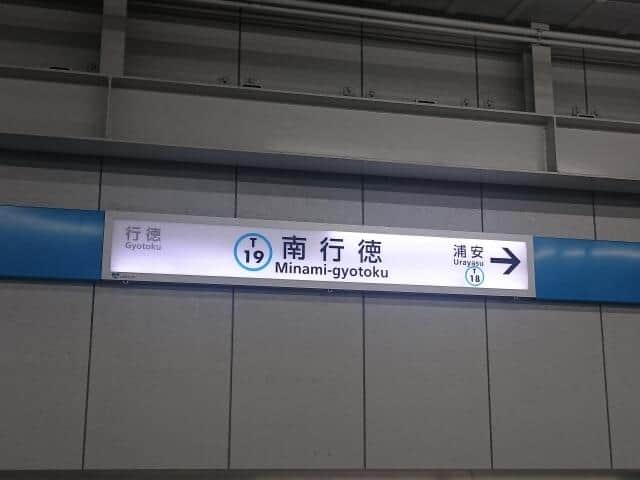 行徳
Gyotoku
T
19
南行徳
Minami-gyotoku
浦安
Urayasu
T
18